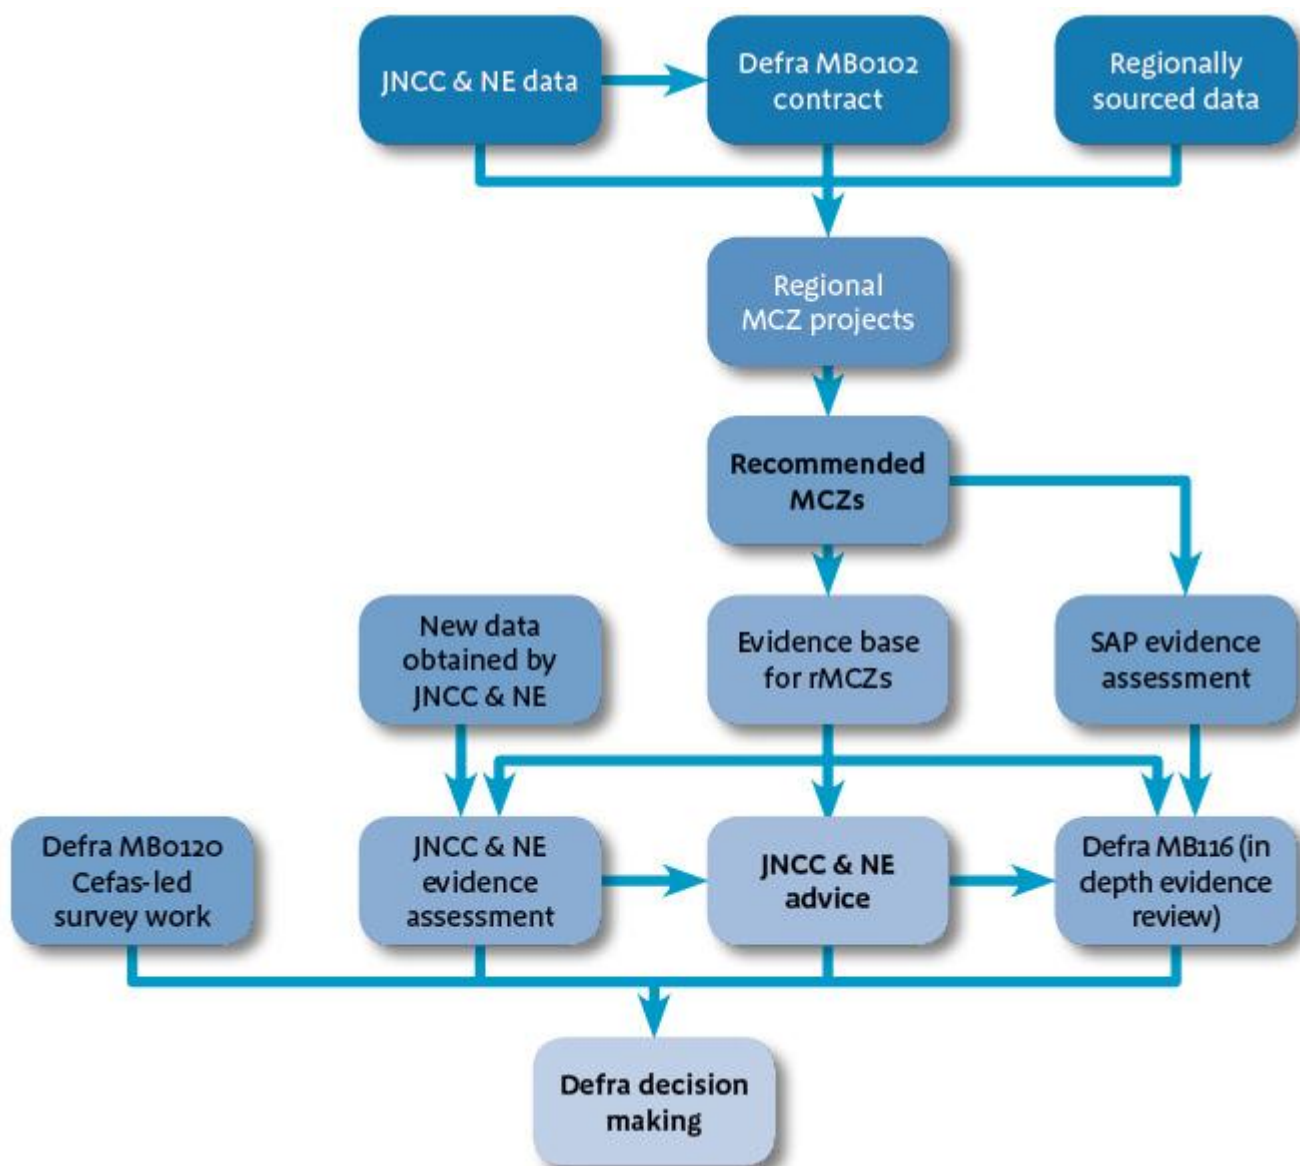 JNCC & NE data
Defra MB0102
contract
Regionally
sourced data
Regional
MCZ projects
Recommended
MCZs
New data
obtained by
JNCC & NE
Evidence base
for rMCZs
SAP evidence
assessment
Defra MB0120
Cefas-led
survey work
JNCC & NE
evidence
assessment
JNCC & NE
advice
Defra MB116 (in
depth evidence
review)
Defra decision
making